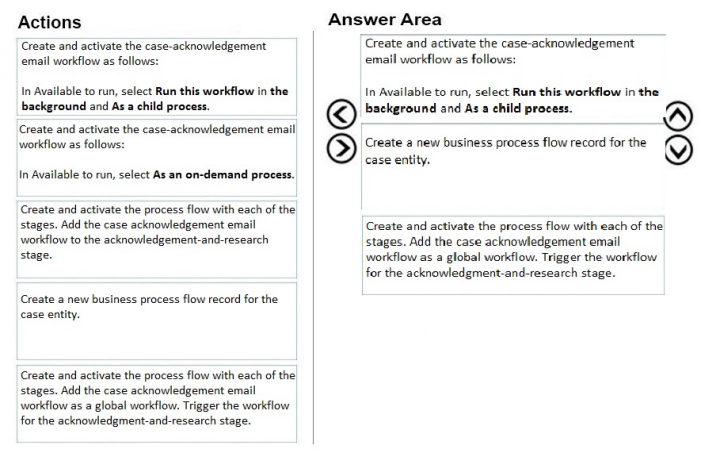 Actions
Create and activate the case-acknowledgement
email workflow as follows:
In Available to run, select Run this workflow in the
background and As a child process.
Create and activate the case-acknowledgement email
workflow as follows:
In Available to run, select As an on-demand process.
Create and activate the process flow with each of the
stages. Add the case acknowledgement email
workflow to the acknowledgement-and-research
stage.
Create a new business process flow record for the
case entity.
Create and activate the process flow with each of the
stages. Add the case acknowledgement email
workflow as a global workflow. Trigger the workflow
for the acknowledgment-and-research stage.
Answer Area
Create and activate the case-acknowledgement
email workflow as follows:
In Available to run, select Run this workflow in the
background and As a child process.
Create a new business process flow record for the
case entity.
Create and activate the process flow with each of the
stages. Add the case acknowledgement email
workflow as a global workflow. Trigger the workflow
for the acknowledgment-and-research stage.